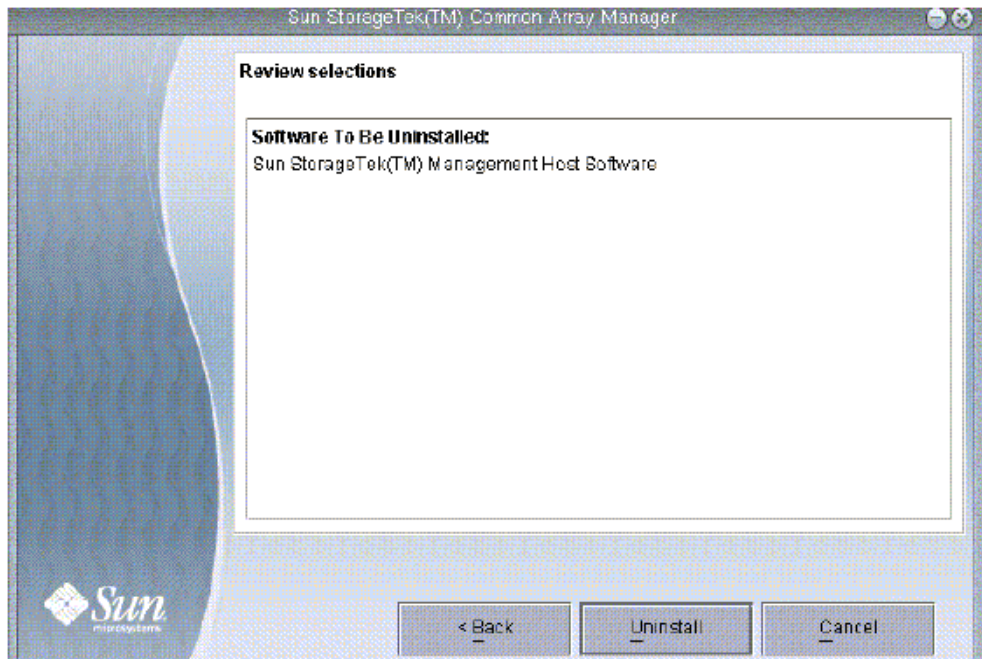 Sun StorageTek(TM) Common Array Manager
Review selections
Software To Be Uninstalled:
Sun StorageTek(TM) Management Host Software
Sun
microsystems
< Back
Uninstall
Cancel